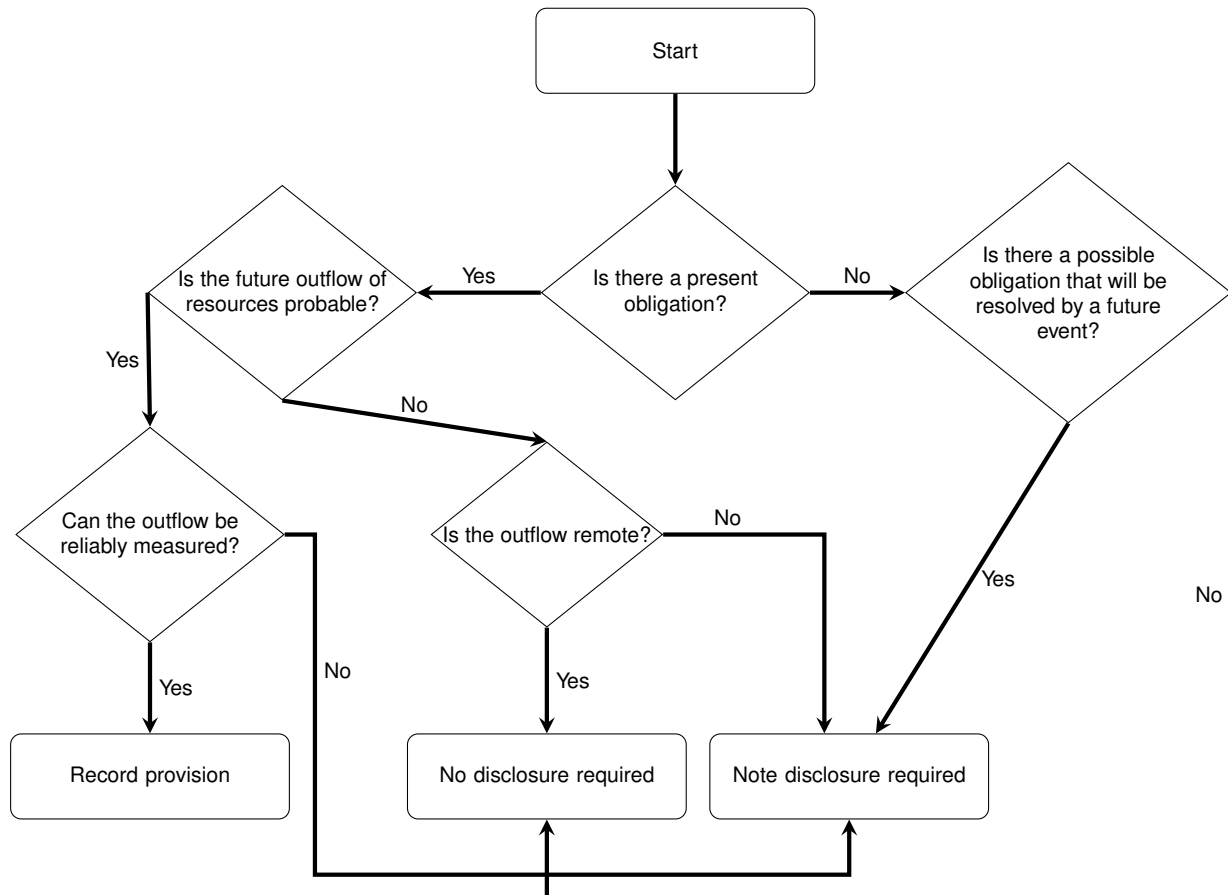 Start
Is the future outflow of
resources probable?
Yes
Is there a present
obligation?
No
Is there a possible
obligation that will be
resolved by a future
event?
Yes
No
Can the outflow be
reliably measured?
Is the outflow remote?
No
Yes
No
No
Yes
Yes
Record provision
No disclosure required
Note disclosure required